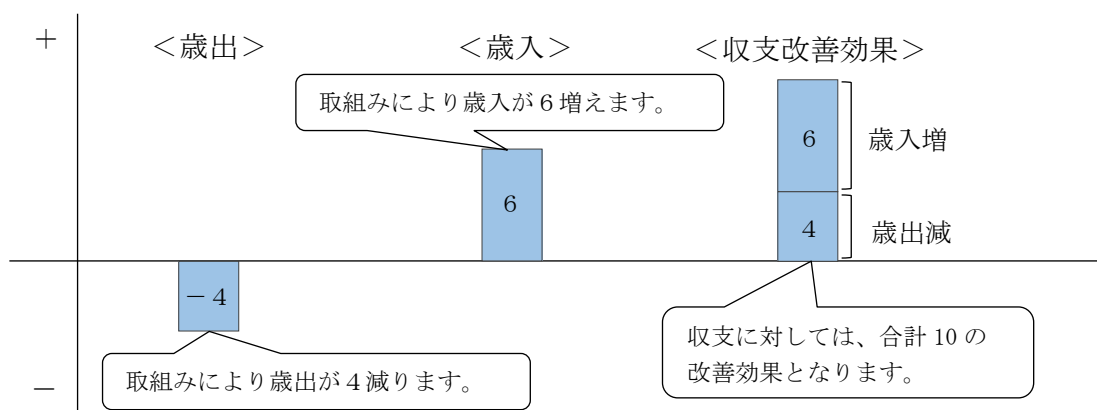 ＋
＜歳出＞
＜歳入＞
＜収支改善効果＞
取組みにより歳入が６増えます。
６
６
歳入増
４
歳出減
－４
取組みにより歳出が４減ります。
収支に対しては、合計 10 の
改善効果となります。
－